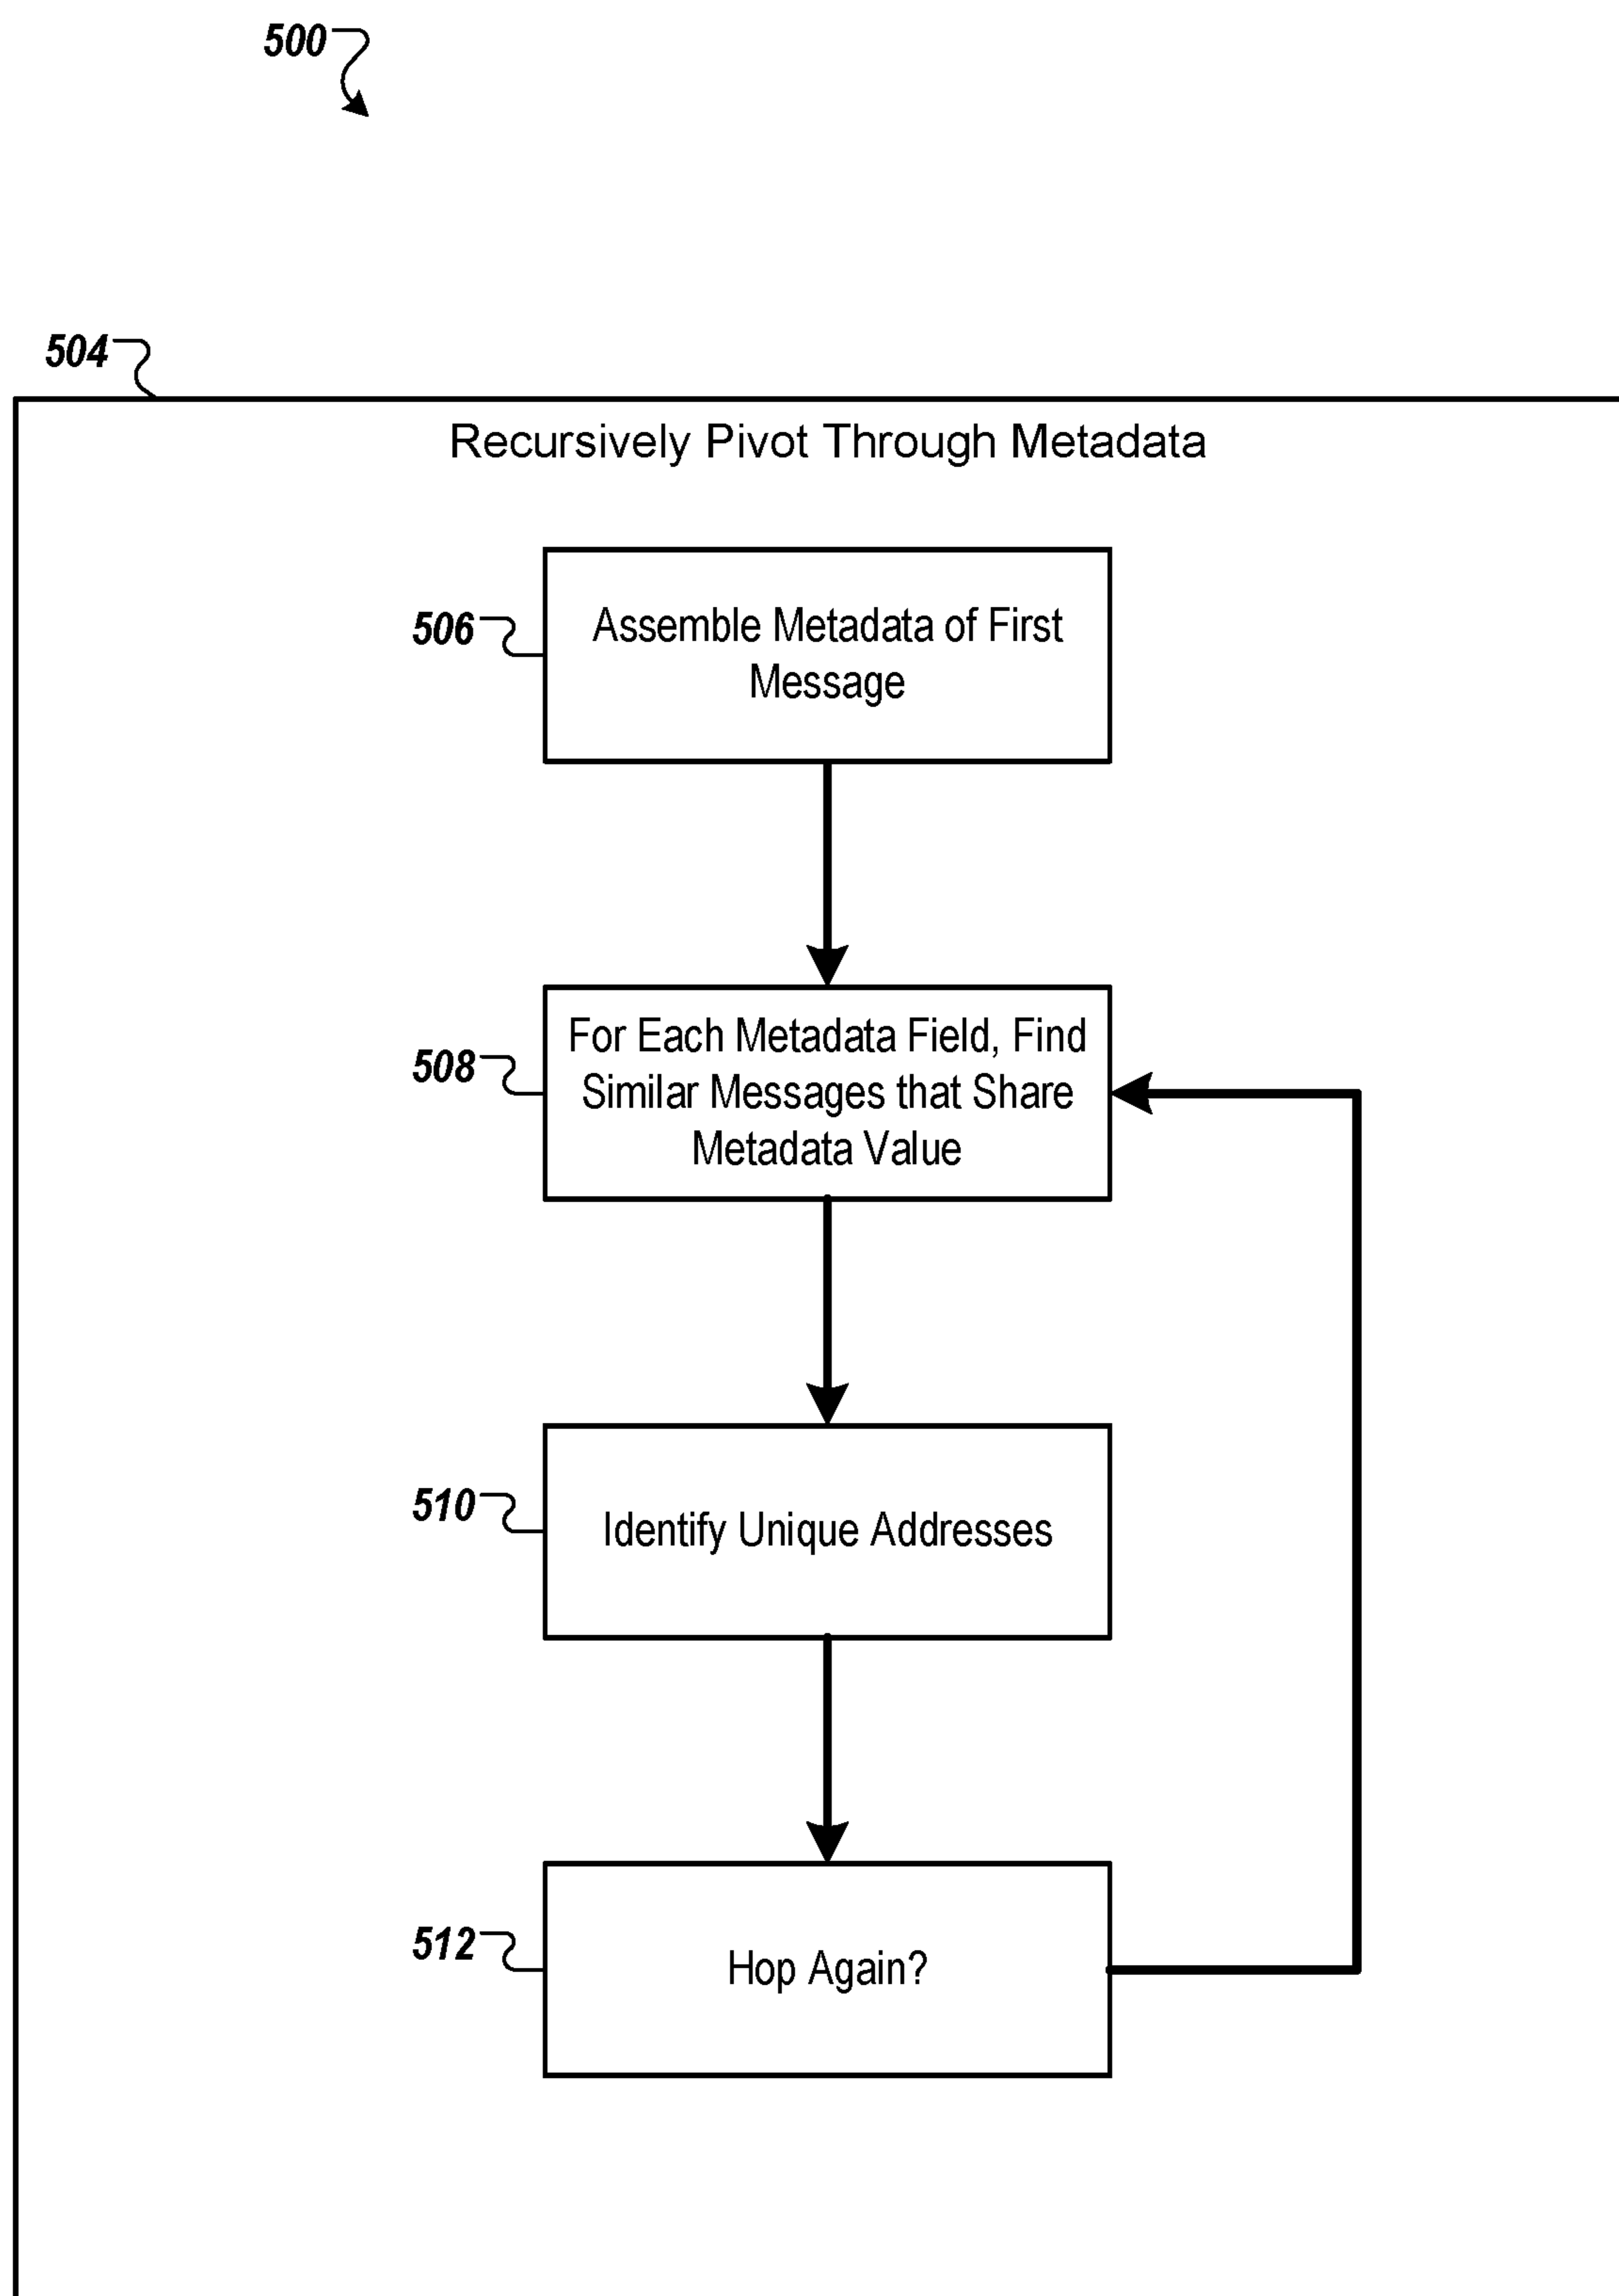 500
504
Recursively Pivot Through Metadata
506
Assemble Metadata of First
Message
508
For Each Metadata Field, Find
Similar Messages that Share
Metadata Value
510
Identify Unique Addresses
512
Hop Again?